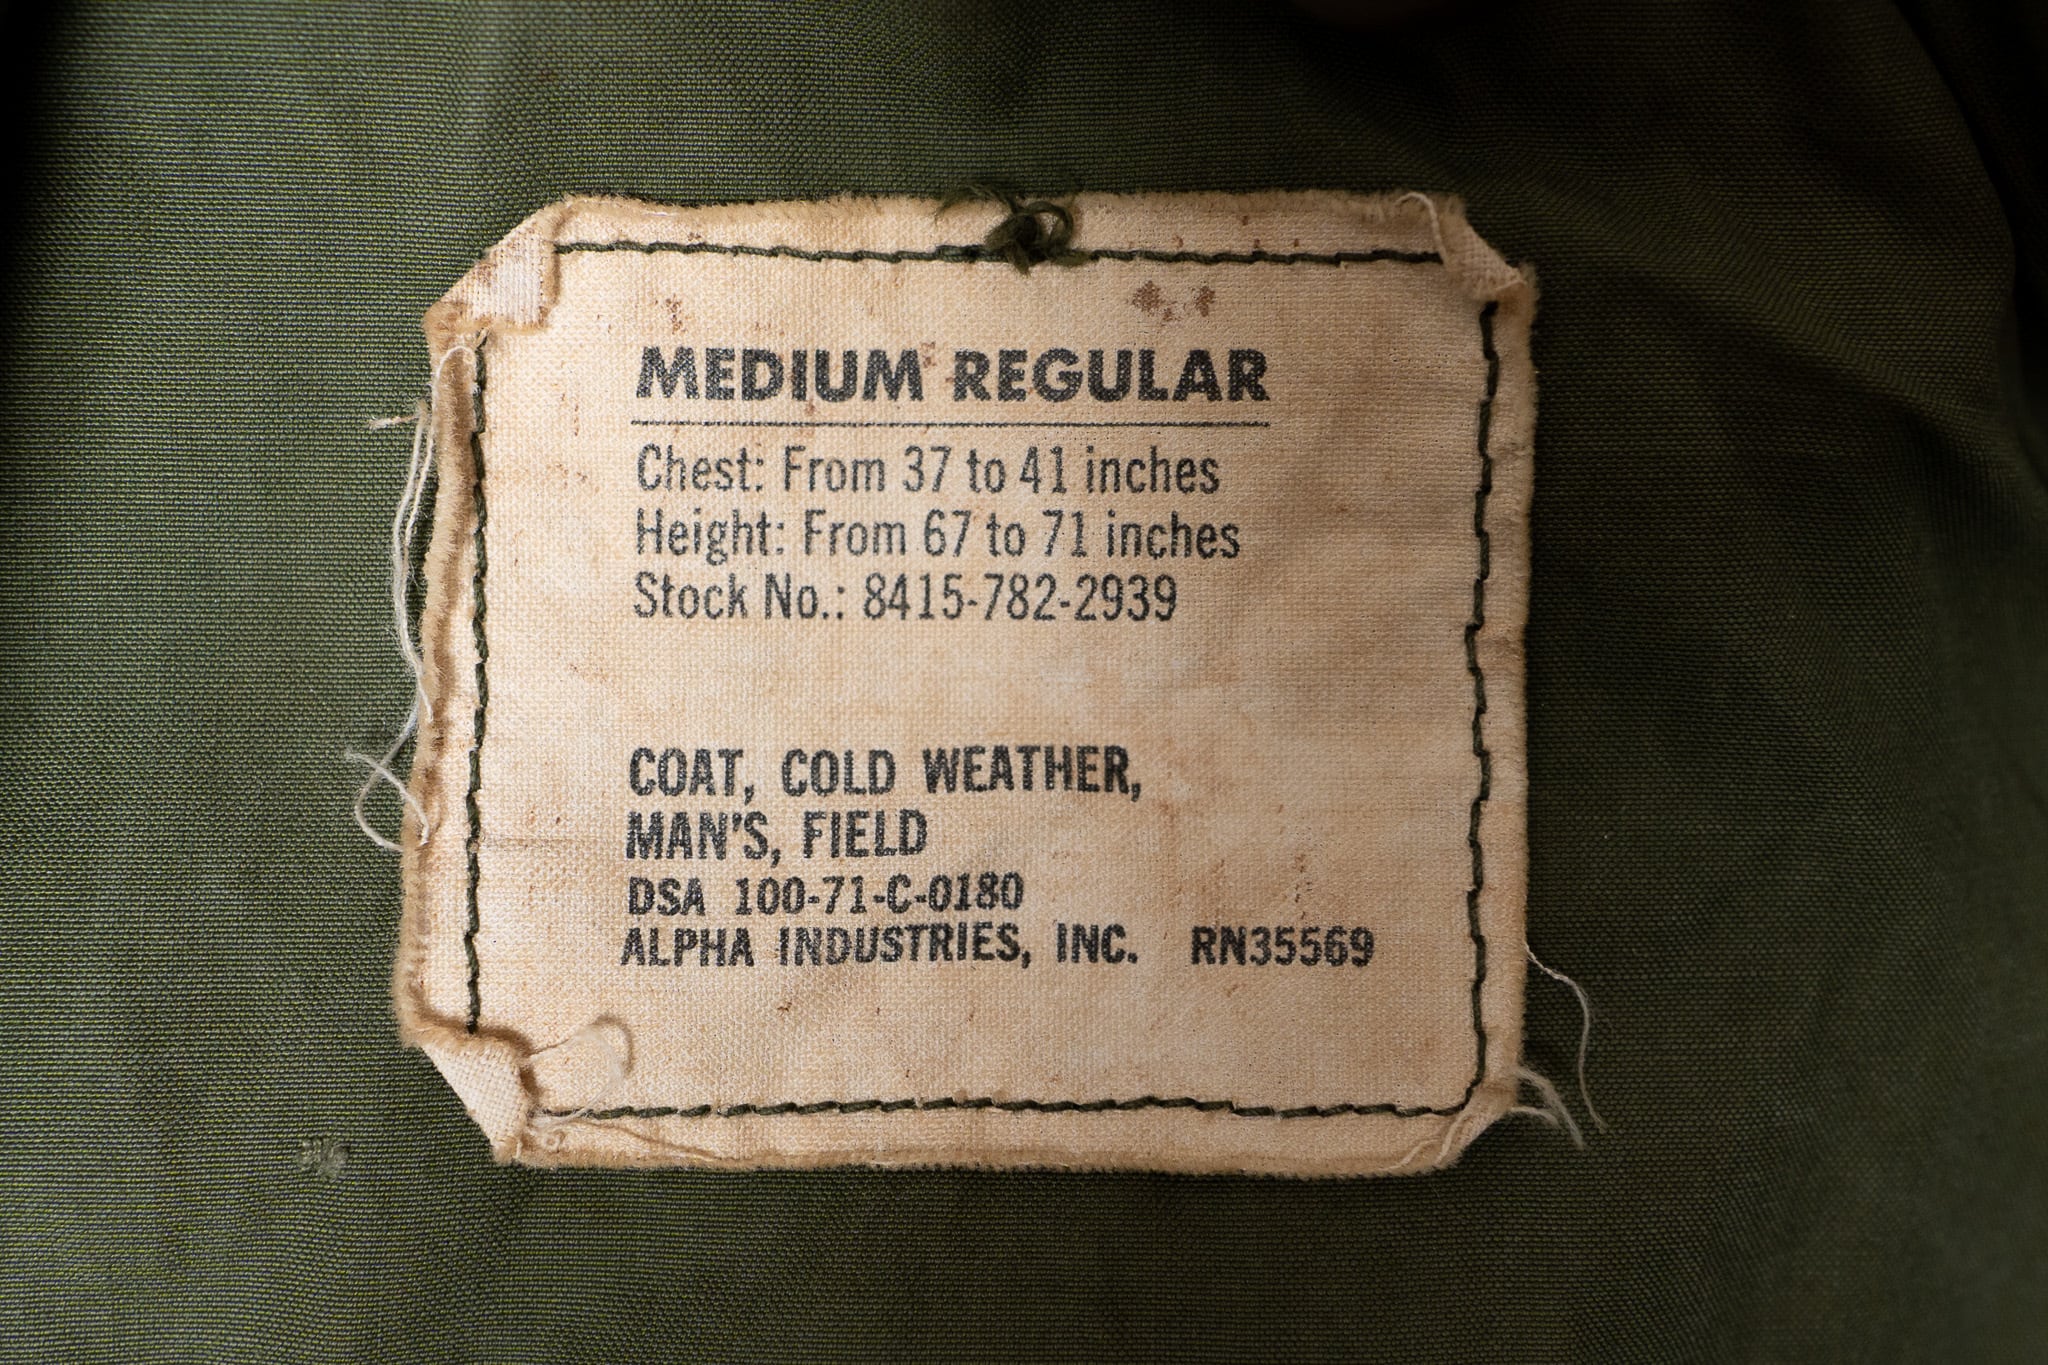 MEDIUM REGULAR
Chest: From 37 to 41 inches
Height: From 67 to 71 inches
Stock No.: 8415-782-2939
COAT, COLD WEATHER,
MAN'S, FIELD
DSA 100-71-C-0180
ALPHA INDUSTRIES, INC. RN35569